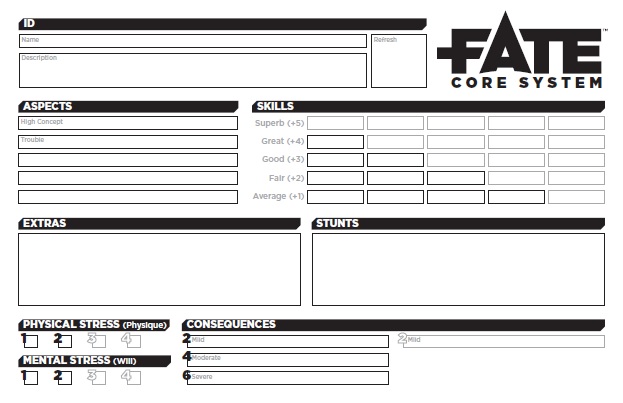 ID
Name
Refresh
Description
FATE™
CORE SYSTEM
ASPECTS
High Concept
Trouble
SKILLS
Superb (+5)
Great (+4)
Good (+3)
Fair (+2)
Average (+1)
EXTRAS
STUNTS
PHYSICAL STRESS (Physique)
1 2 3 4
MENTAL STRESS (Will)
1 2 3 4
CONSEQUENCES
2 Mild
2 Mild
4 Moderate
6 Severe